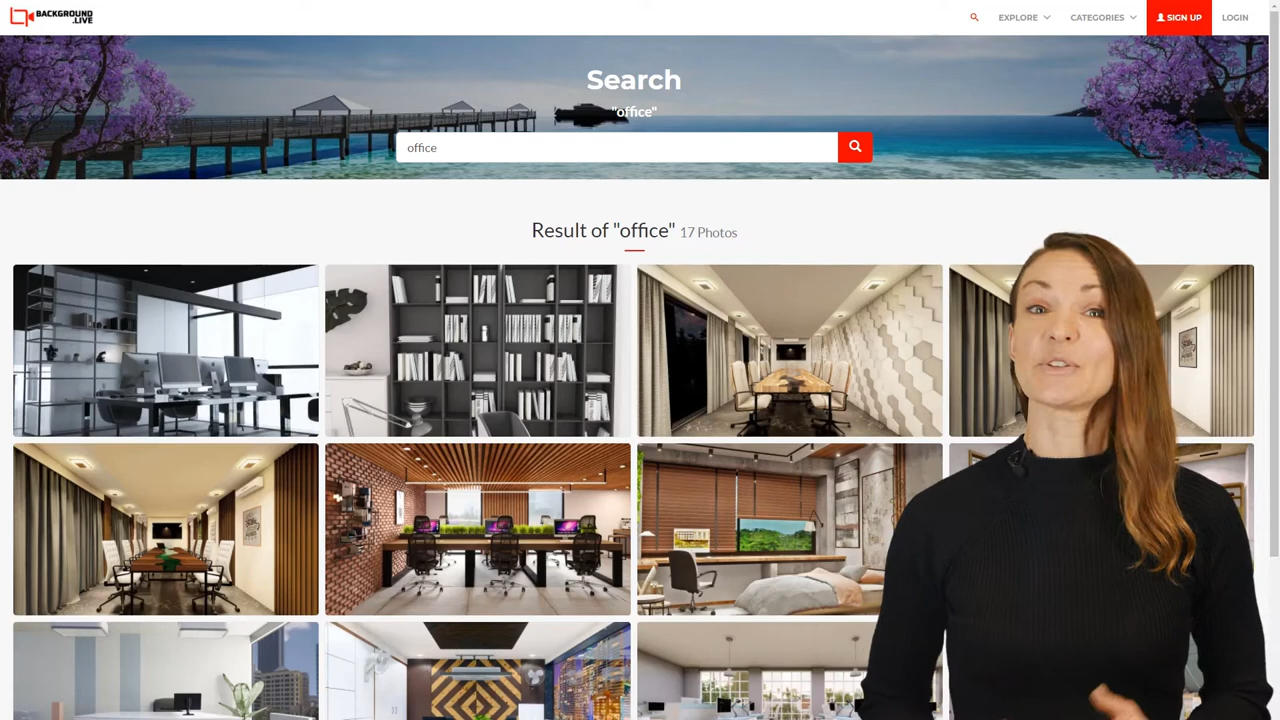 BACKGROUND
.LIVE
EXPLORE
CATEGORIES
SIGN UP
LOGIN
Search
"office"
office
Result of "office" 17 Photos